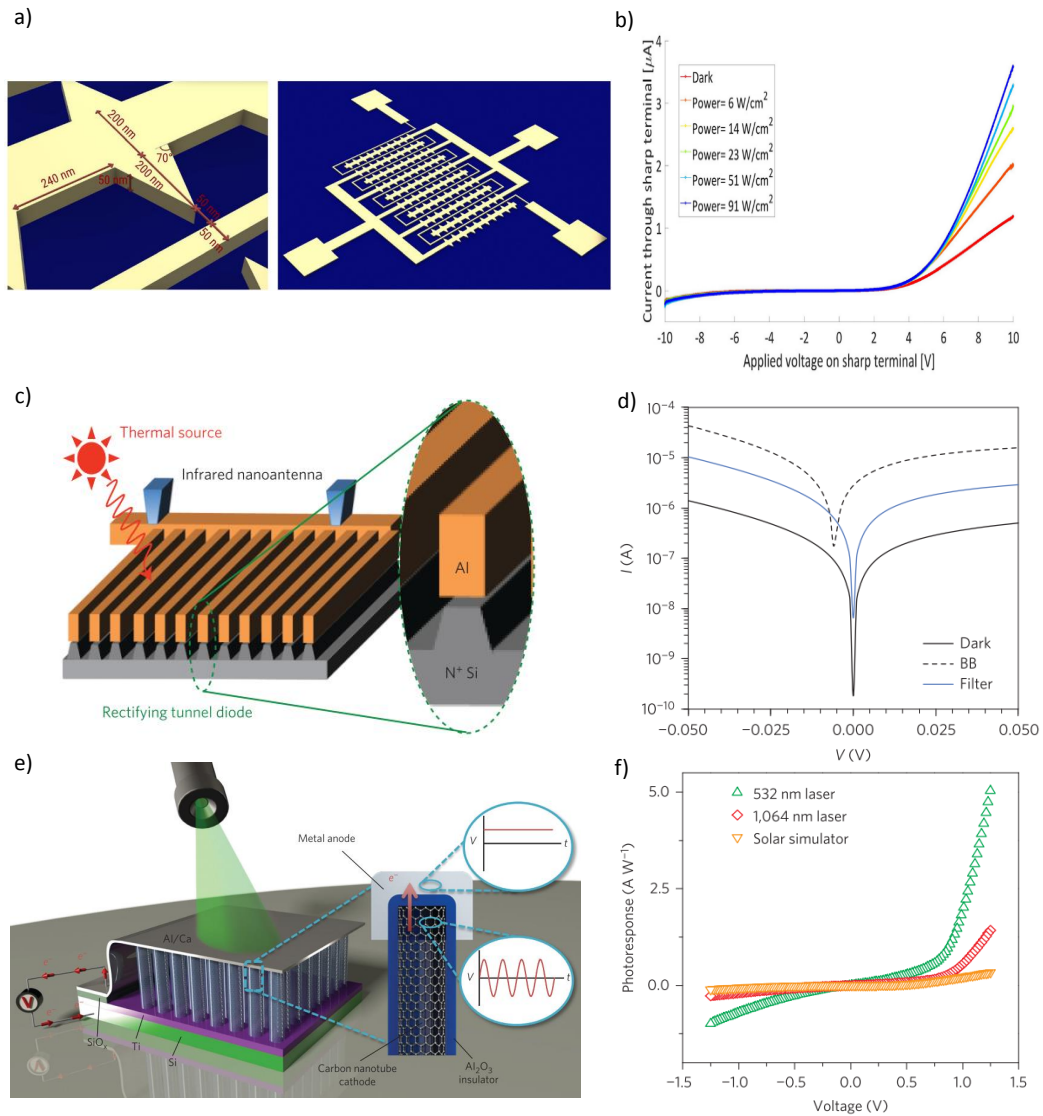 a)
200 nm
70°
200 nm
240 nm
50 nm
50 nm
50 nm
b)
Current through sharp terminal [μA]
4
3
2
1
0
Dark
Power= 6 W/cm²
Power= 14 W/cm²
Power= 23 W/cm²
Power= 51 W/cm²
Power= 91 W/cm²
-10 -8 -6 -4 -2 0 2 4 6 8 10
Applied voltage on sharp terminal [V]
c)
Thermal source
Infrared nanoantenna
Al
N⁺ Si
Rectifying tunnel diode
d)
10⁻⁴
10⁻⁵
10⁻⁶
10⁻⁷
10⁻⁸
10⁻⁹
10⁻¹⁰
I (A)
Dark
BB
Filter
−0.050 −0.025 0.000 0.025 0.050
V (V)
e)
Metal anode
V
t
e⁻
Al/Ca
V
t
V
e⁻
e⁻
SiOₓ
Ti
Si
Carbon nanotube
cathode
Al₂O₃
insulator
f)
532 nm laser
1,064 nm laser
Solar simulator
Photoresponse (A W⁻¹)
5.0
2.5
0.0
−1.5 −1.0 −0.5 0.0 0.5 1.0 1.5
Voltage (V)